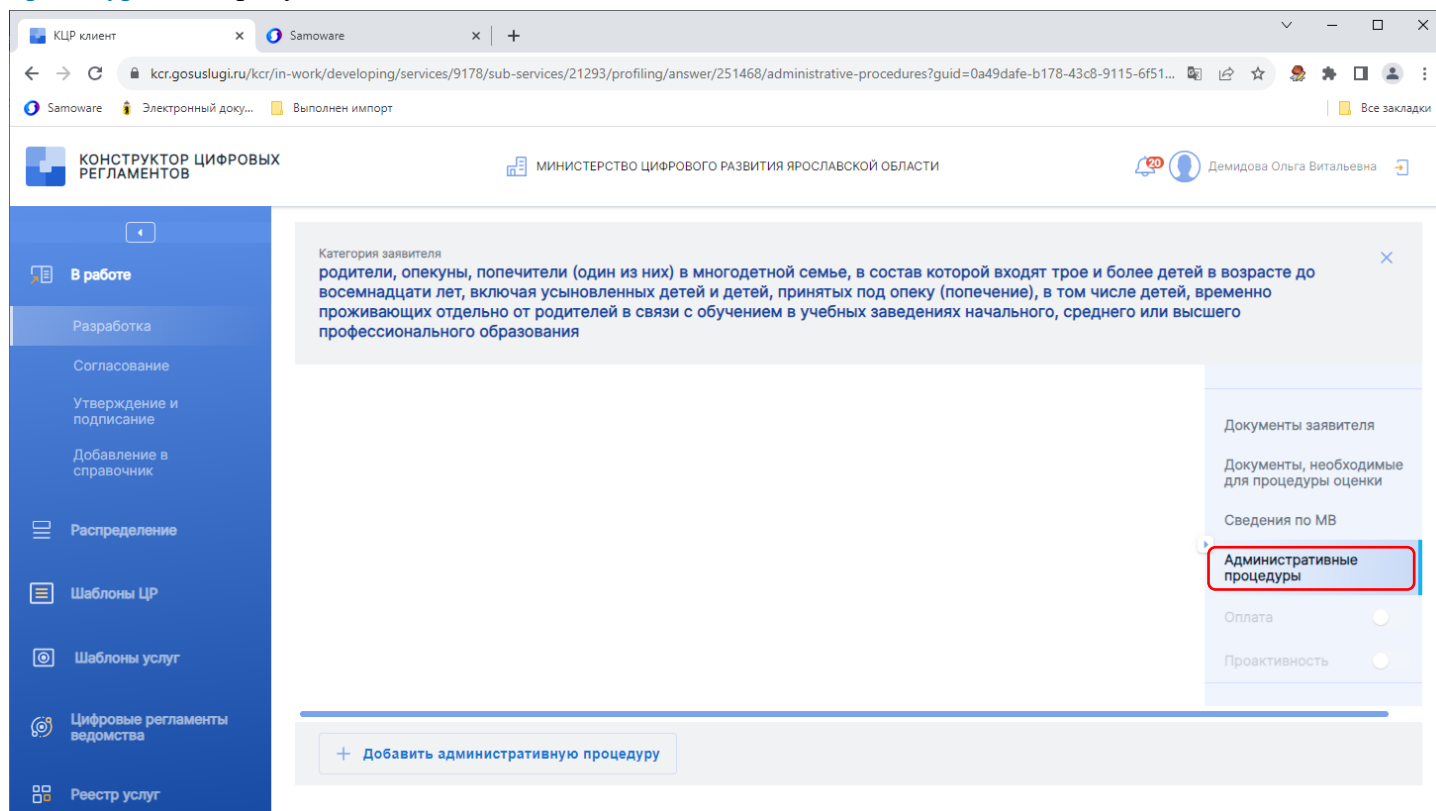 КЦР клиент
Samoware
kcr.gosuslugi.ru/kcr/in-work/developing/services/9178/sub-services/21293/profiling/answer/251468/administrative-procedures?guid=0a49dafe-b178-43c8-9115-6f51...
Samoware
Электронный доку...
Выполнен импорт
Все закладки
КОНСТРУКТОР ЦИФРОВЫХ
РЕГЛАМЕНТОВ
МИНИСТЕРСТВО ЦИФРОВОГО РАЗВИТИЯ ЯРОСЛАВСКОЙ ОБЛАСТИ
20
Демидова Ольга Витальевна
В работе
Разработка
Согласование
Утверждение и
подписание
Добавление в
справочник
Распределение
Шаблоны ЦР
Шаблоны услуг
Цифровые регламенты
ведомства
Реестр услуг
Категория заявителя
родители, опекуны, попечители (один из них) в многодетной семье, в состав которой входят трое и более детей в возрасте до
восемнадцати лет, включая усыновленных детей и детей, принятых под опеку (попечение), в том числе детей, временно
проживающих отдельно от родителей в связи с обучением в учебных заведениях начального, среднего или высшего
профессионального образования
Документы заявителя
Документы, необходимые
для процедуры оценки
Сведения по МВ
Административные
процедуры
Оплата
Проактивность
+ Добавить административную процедуру